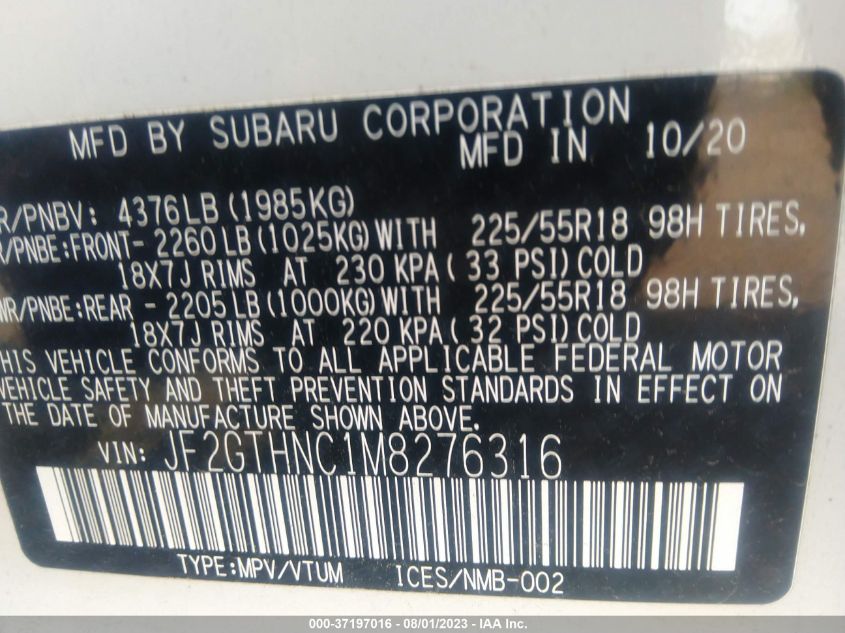 MFD BY SUBARU CORPORATION
MFD IN 10/20
R/PNBV: 4376LB (1985KG)
R/PNBE:FRONT- 2260 LB (1025KG) WITH 225/55R18 98H TIRES,
18X7J RIMS AT 230 KPA ( 33 PSI) COLD
WR/PNBE:REAR - 2205 LB (1000KG) WITH 225/55R18 98H TIRES,
18X7J RIMS AT 220 KPA ( 32 PSI) COLD
THIS VEHICLE CONFORMS TO ALL APPLICABLE FEDERAL MOTOR
VEHICLE SAFETY AND THEFT PREVENTION STANDARDS IN EFFECT ON
THE DATE OF MANUFACTURE SHOWN ABOVE.
VIN: JF2GTHNC1M8276316
TYPE:MPV/VTUM ICES/NMB-002
000-37197016 - 08/01/2023 - IAAI.com